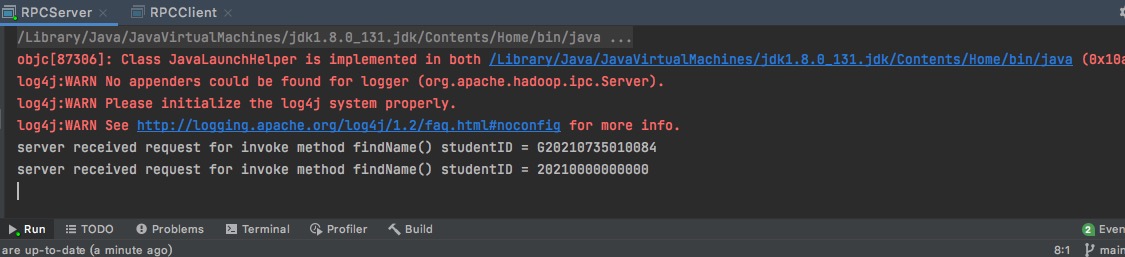 RPCServer × RPCClient ×
/Library/Java/JavaVirtualMachines/jdk1.8.0_131.jdk/Contents/Home/bin/java ...
objc[87306]: Class JavaLaunchHelper is implemented in both /Library/Java/JavaVirtualMachines/jdk1.8.0_131.jdk/Contents/Home/bin/java (0x10a
log4j:WARN No appenders could be found for logger (org.apache.hadoop.ipc.Server).
log4j:WARN Please initialize the log4j system properly.
log4j:WARN See http://logging.apache.org/log4j/1.2/faq.html#noconfig for more info.
server received request for invoke method findName() studentID = G20210735010084
server received request for invoke method findName() studentID = 20210000000000
Run TODO Problems Terminal Profiler Build 2 Even
are up-to-date (a minute ago) 8:1 main